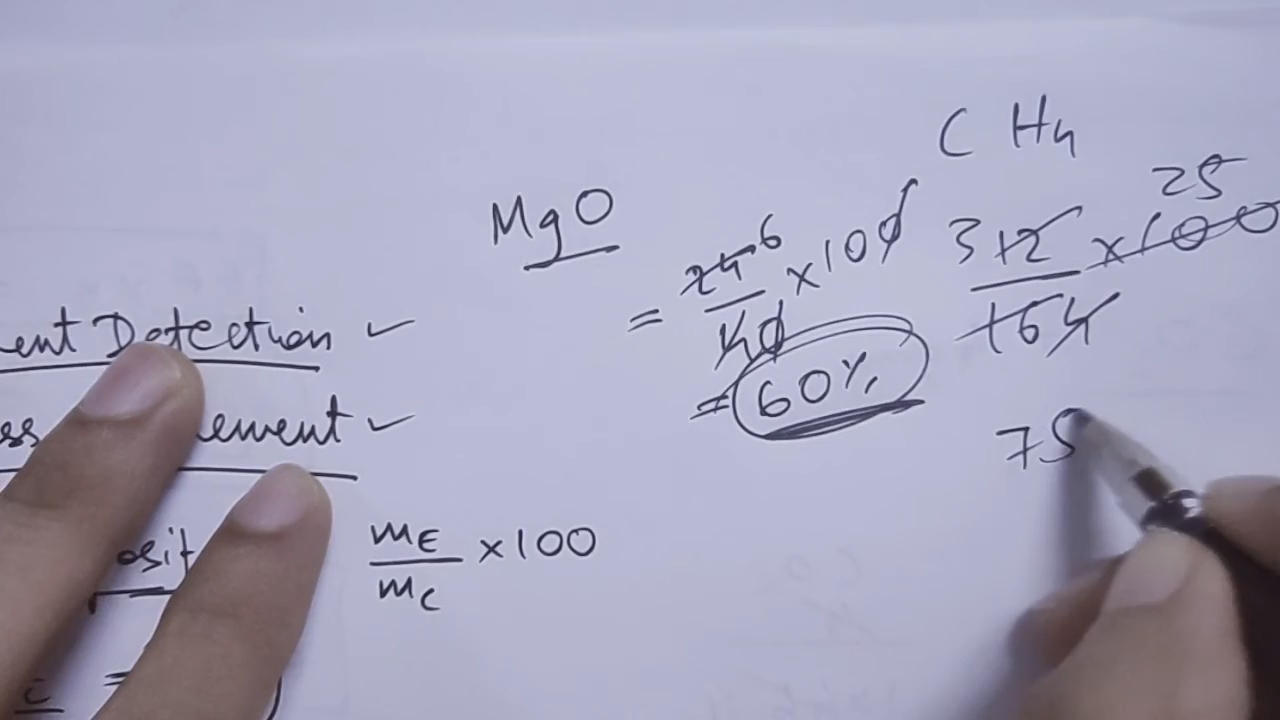 C H4
25
MgO
= 24 6 / 40 × 100
3 12 / 16 4 × 100
ent Detection ✓
= 60%
ement ✓
75
mE / mC × 100
=